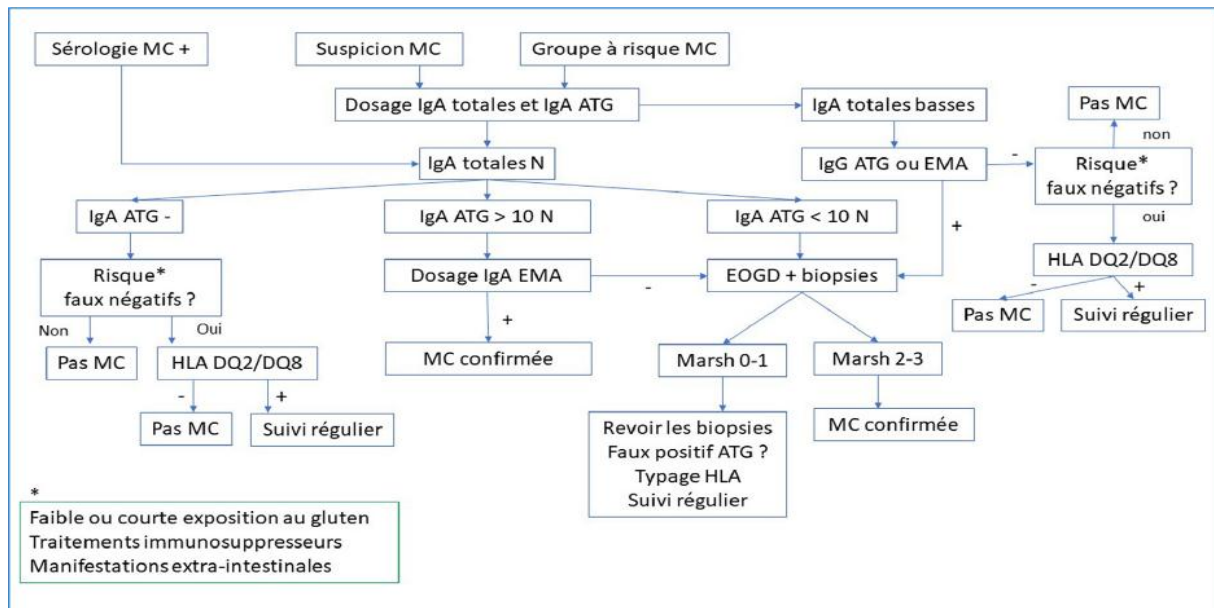 Sérologie MC +
Suspicion MC
Groupe à risque MC
Dosage IgA totales et IgA ATG
IgA totales basses
Pas MC
non
IgA totales N
IgG ATG ou EMA
-
Risque*
faux négatifs ?
IgA ATG -
IgA ATG > 10 N
IgA ATG < 10 N
+
oui
Risque*
faux négatifs ?
Dosage IgA EMA
-
EOGD + biopsies
HLA DQ2/DQ8
-
+
Pas MC
Suivi régulier
Non
Oui
+
Pas MC
HLA DQ2/DQ8
MC confirmée
Marsh 0-1
Marsh 2-3
-
+
Pas MC
Suivi régulier
Revoir les biopsies
Faux positif ATG ?
Typage HLA
Suivi régulier
MC confirmée
*
Faible ou courte exposition au gluten
Traitements immunosuppresseurs
Manifestations extra-intestinales